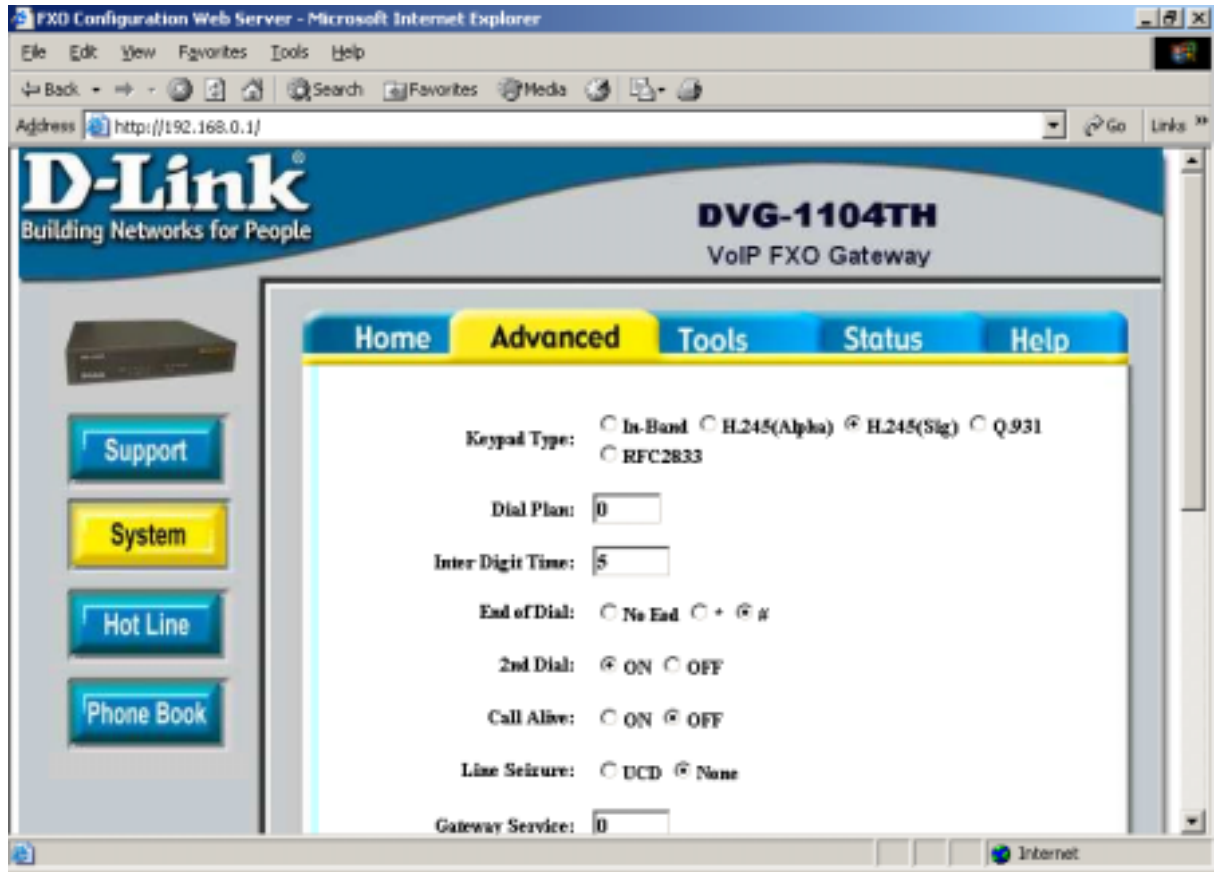 FXO Configuration Web Server - Microsoft Internet Explorer
File Edit View Favorites Tools Help
Back Search Favorites Media
Address http://192.168.0.1/ Go Links »
D-Link®
Building Networks for People
DVG-1104TH
VoIP FXO Gateway
Home Advanced Tools Status Help
Support
System
Hot Line
Phone Book
Keypad Type: In-Band H.245(Alpha) H.245(Sig) Q.931
RFC2833
Dial Plan: 0
Inter Digit Time: 5
End of Dial: No End * #
2nd Dial: ON OFF
Call Alive: ON OFF
Line Seizure: UCD None
Gateway Service: 0
Internet